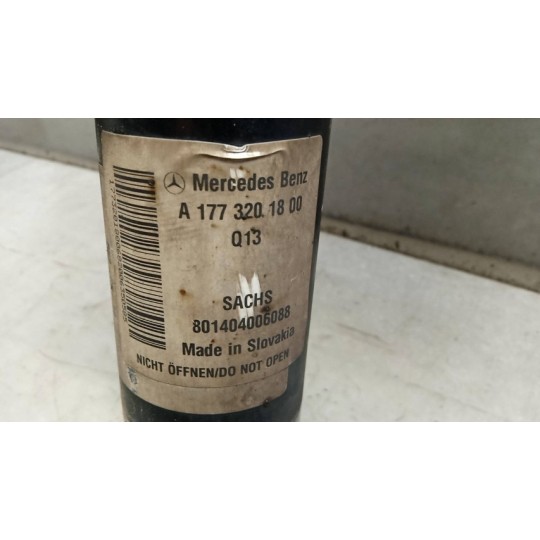 Mercedes Benz
A 177 320 18 00
Q13
SACHS
801404006088
Made in Slovakia
NICHT ÖFFNEN/DO NOT OPEN